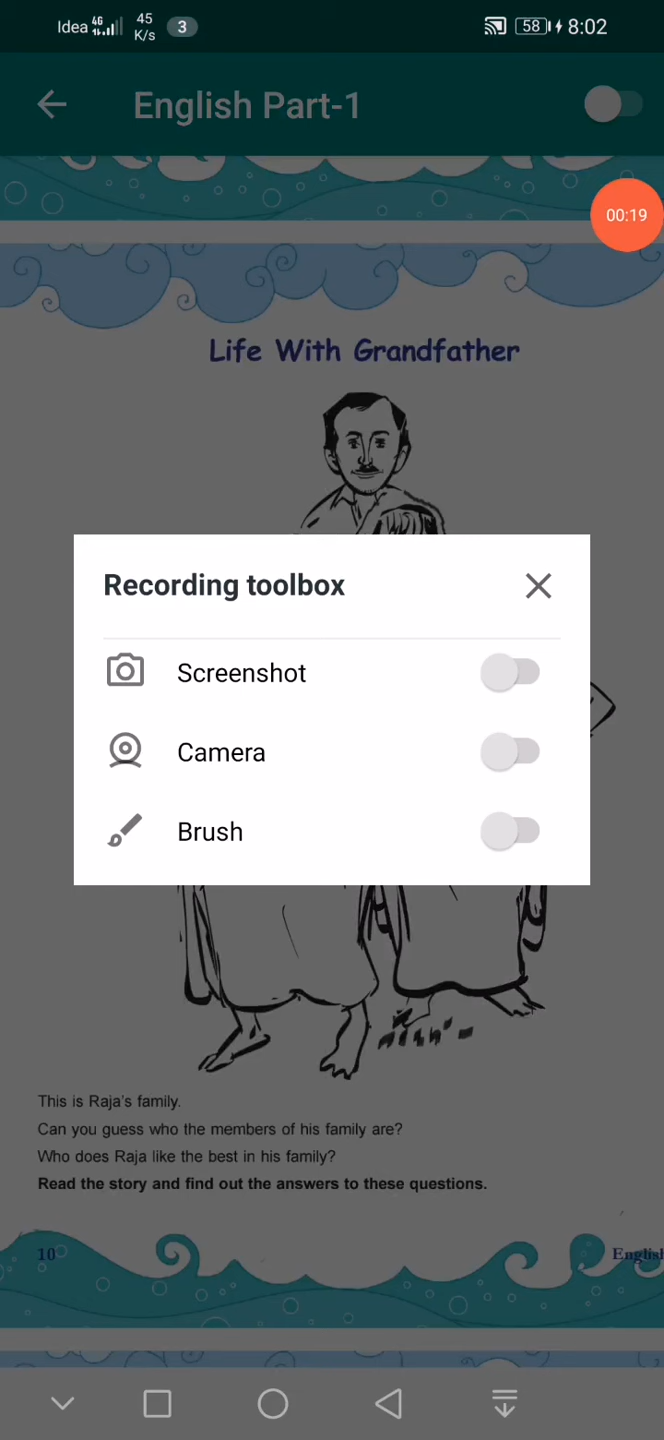 Idea 4G 45 K/s 3 58 8:02
English Part-1
00:19
Life With Grandfather
Recording toolbox
Screenshot
Camera
Brush
This is Raja's family.
Can you guess who the members of his family are?
Who does Raja like the best in his family?
Read the story and find out the answers to these questions.
10 English